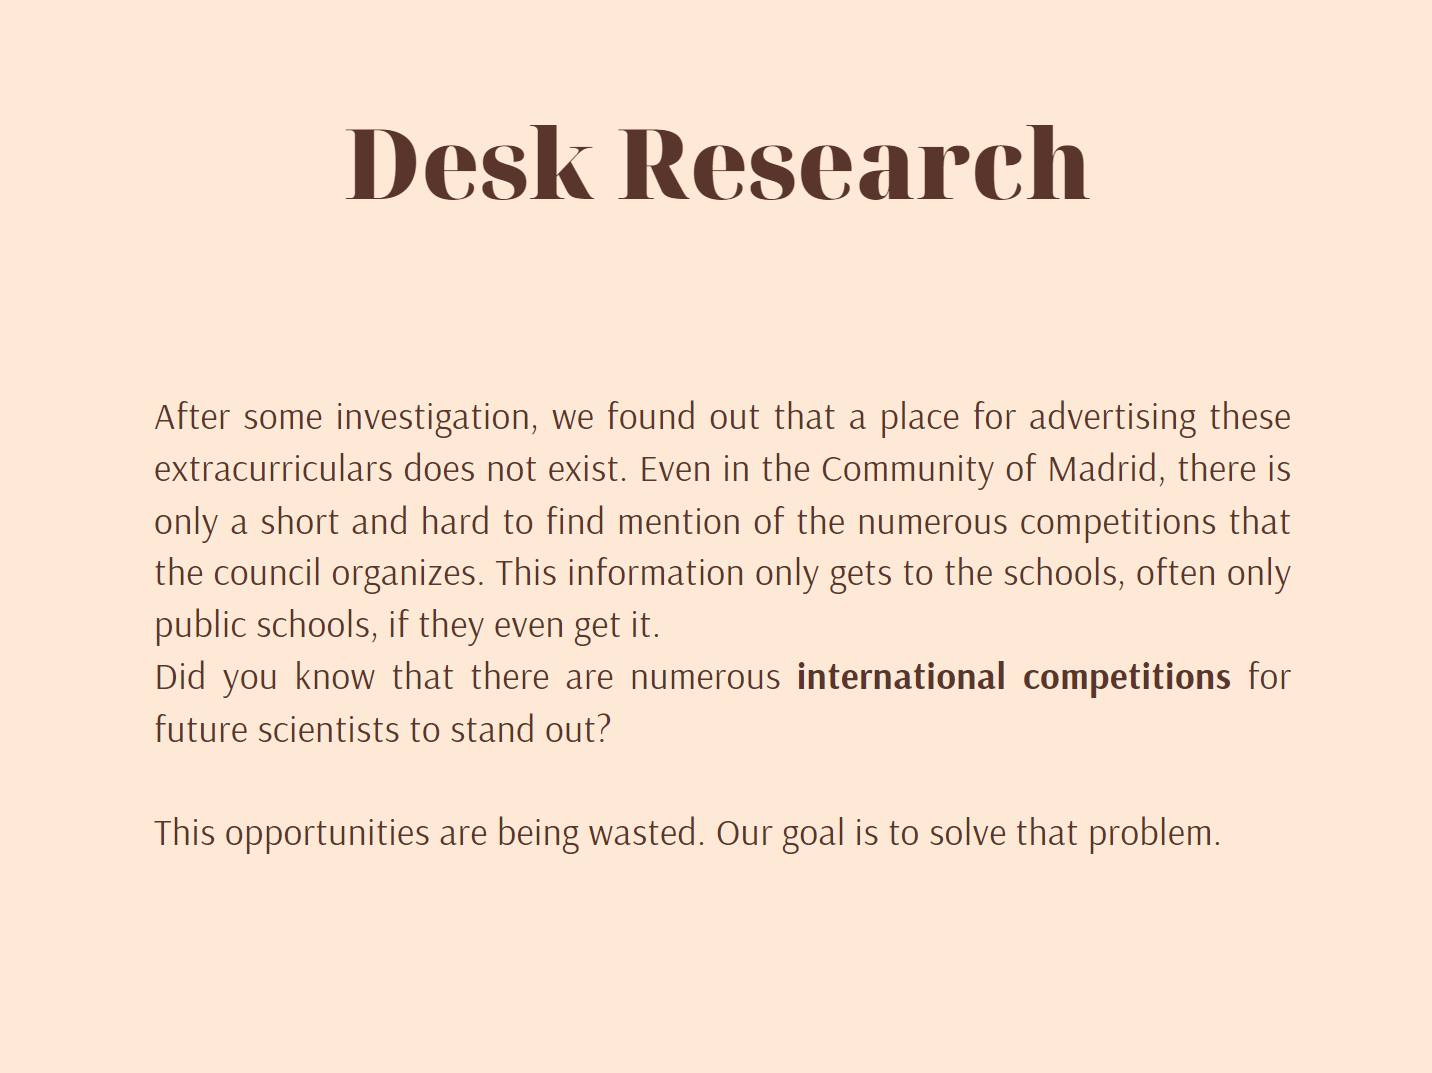 Desk Research
After some investigation, we found out that a place for advertising these
extracurriculars does not exist. Even in the Community of Madrid, there is
only a short and hard to find mention of the numerous competitions that
the council organizes. This information only gets to the schools, often only
public schools, if they even get it.
Did you know that there are numerous international competitions for
future scientists to stand out?
This opportunities are being wasted. Our goal is to solve that problem.